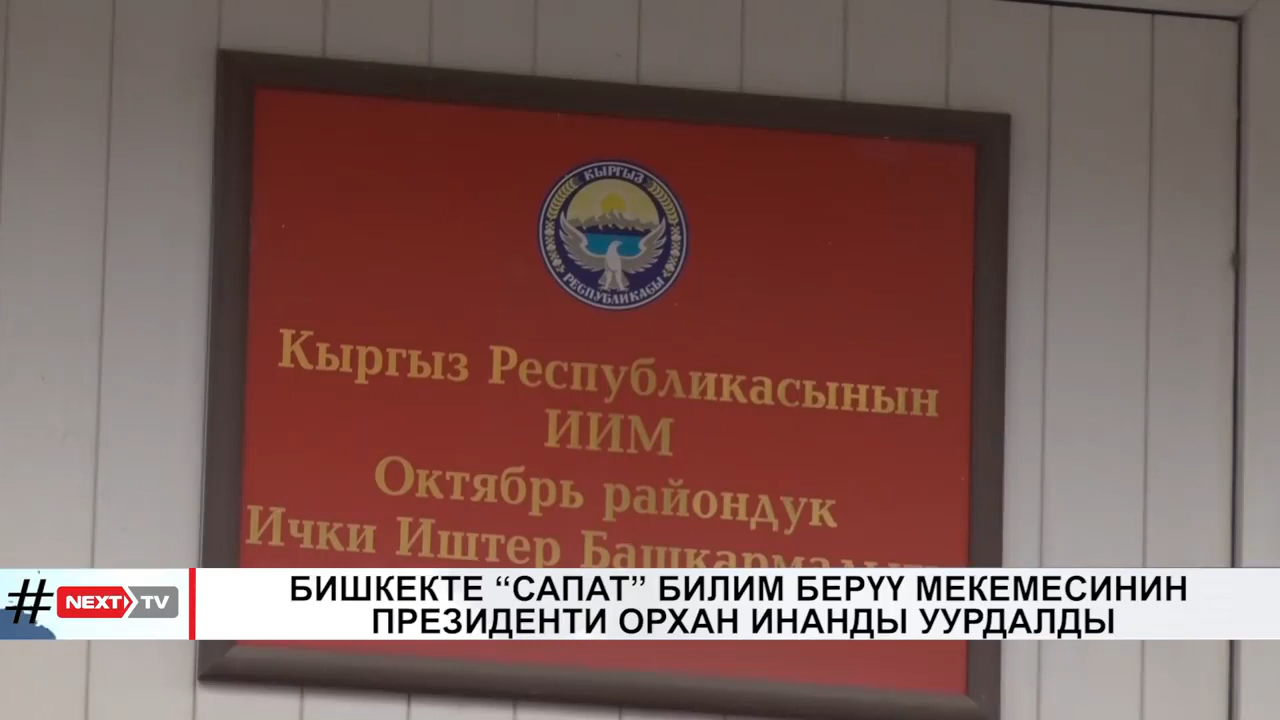 КЫРГЫЗ
РЕСПУБЛИКАСЫ
Кыргыз Республикасынын
ИИМ
Октябрь райондук
Ички Иштер
# NEXT TV
БИШКЕКТЕ “САПАТ” БИЛИМ БЕРҮҮ МЕКЕМЕСИНИН
ПРЕЗИДЕНТИ ОРХАН ИНАНДЫ УУРДАЛДЫ